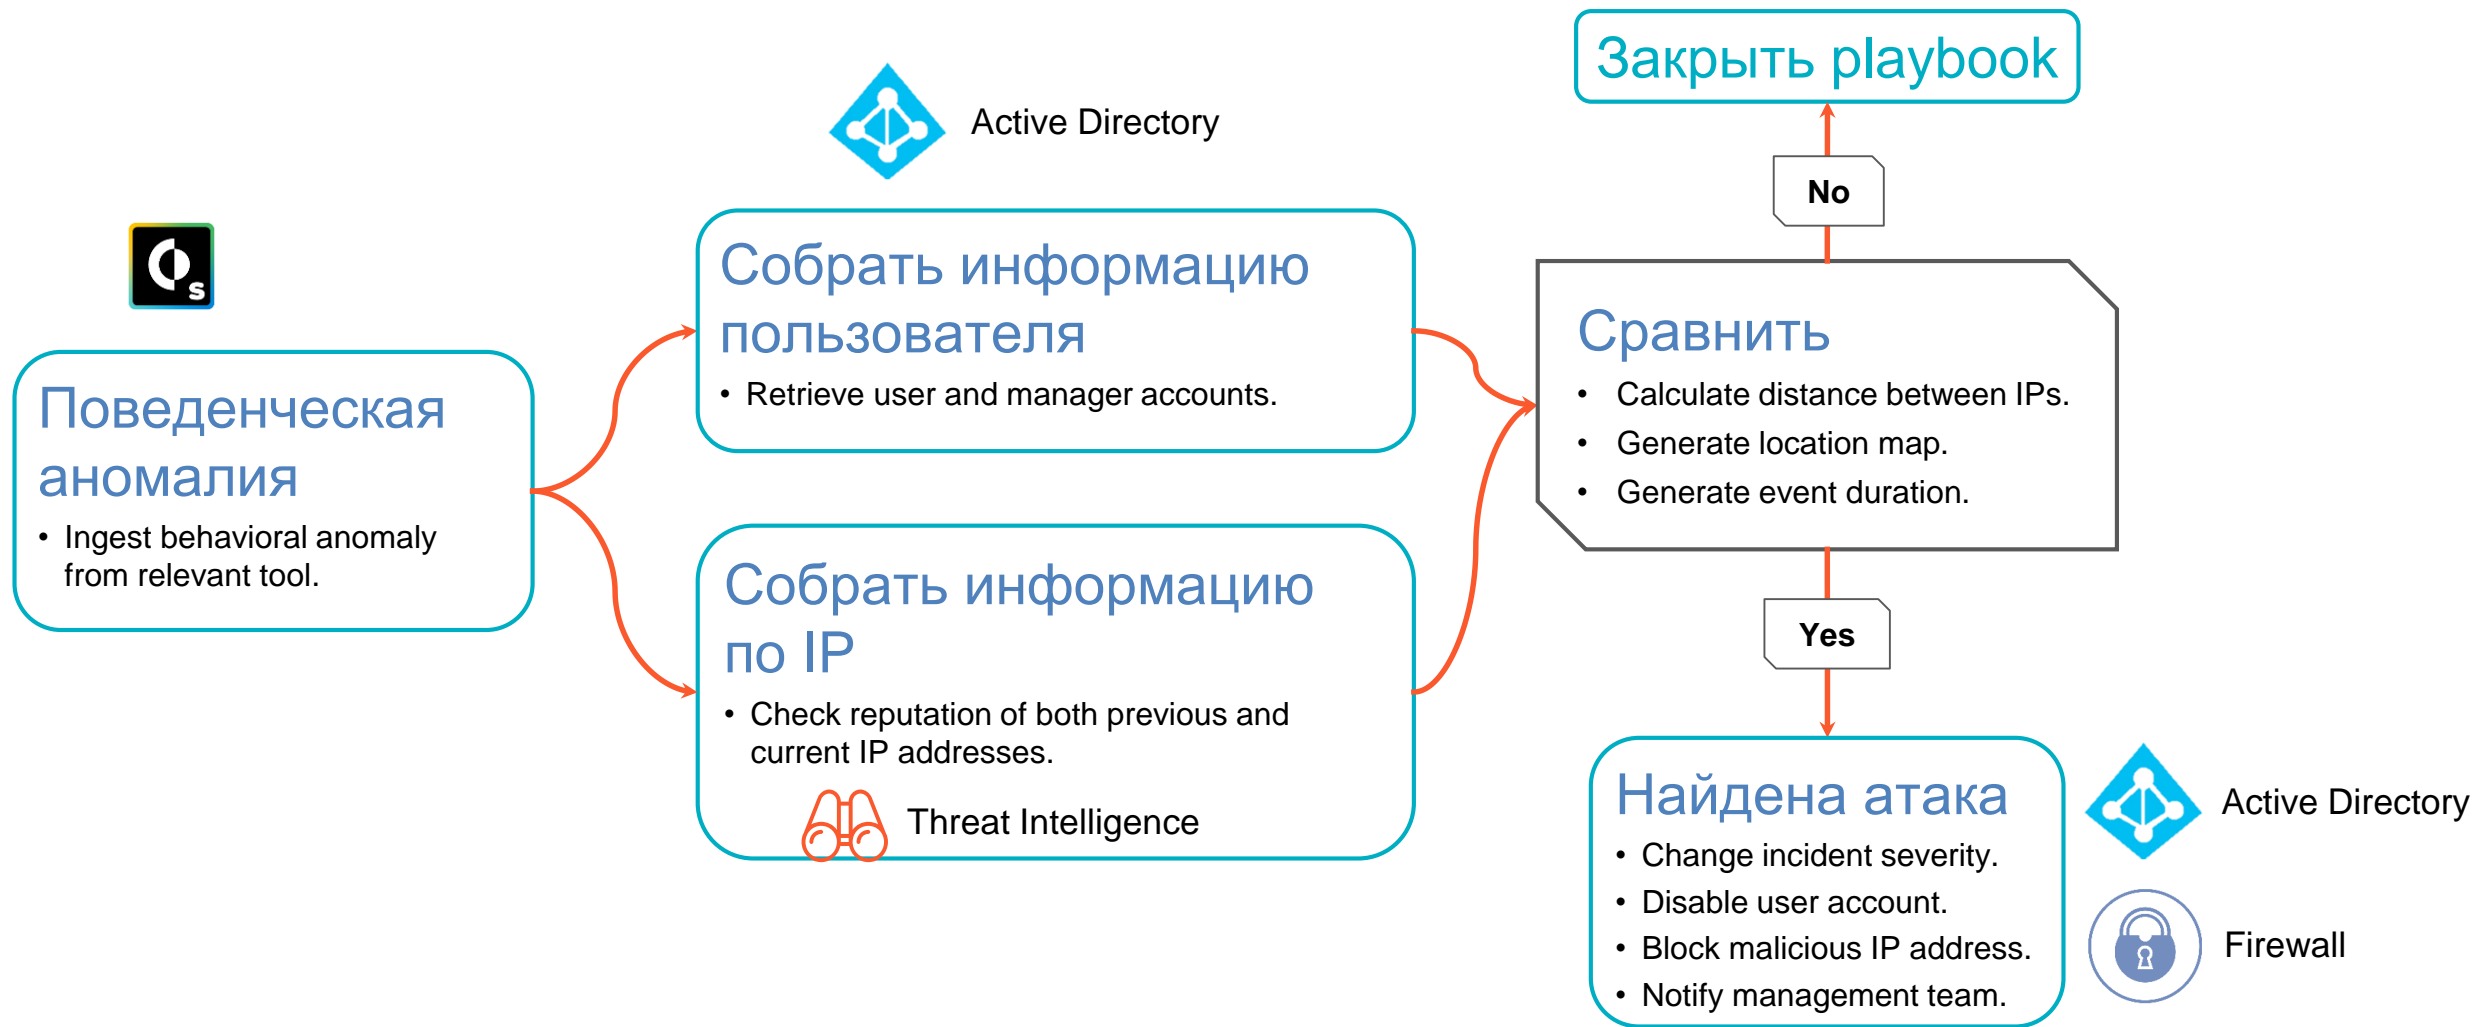 s
Поведенческая
аномалия
• Ingest behavioral anomaly
from relevant tool.
Active Directory
Собрать информацию
пользователя
• Retrieve user and manager accounts.
Собрать информацию
по IP
• Check reputation of both previous and
current IP addresses.
Threat Intelligence
Закрыть playbook
No
Сравнить
• Calculate distance between IPs.
• Generate location map.
• Generate event duration.
Yes
Найдена атака
• Change incident severity.
• Disable user account.
• Block malicious IP address.
• Notify management team.
Active Directory
Firewall